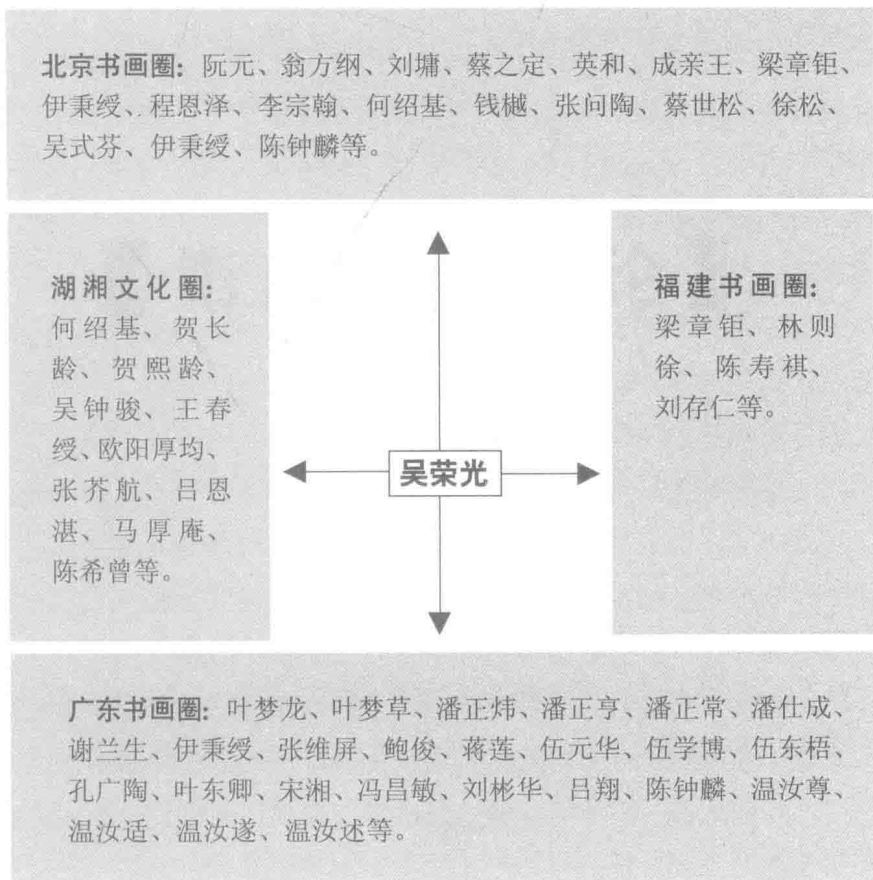 北京书画圈：阮元、翁方纲、刘墉、蔡之定、英和、成亲王、梁章钜、
伊秉绶、程恩泽、李宗翰、何绍基、钱樾、张问陶、蔡世松、徐松、
吴式芬、伊秉绶、陈钟麟等。
湖湘文化圈：
何绍基、贺长
龄、贺熙龄、
吴钟骏、王春
绶、欧阳厚均、
张芥航、吕恩
湛、马厚庵、
陈希曾等。
吴荣光
福建书画圈：
梁章钜、林则
徐、陈寿祺、
刘存仁等。
广东书画圈：叶梦龙、叶梦草、潘正炜、潘正亨、潘正常、潘仕成、
谢兰生、伊秉绶、张维屏、鲍俊、蒋莲、伍元华、伍学博、伍东梧、
孔广陶、叶东卿、宋湘、冯昌敏、刘彬华、吕翔、陈钟麟、温汝尊、
温汝适、温汝遂、温汝述等。